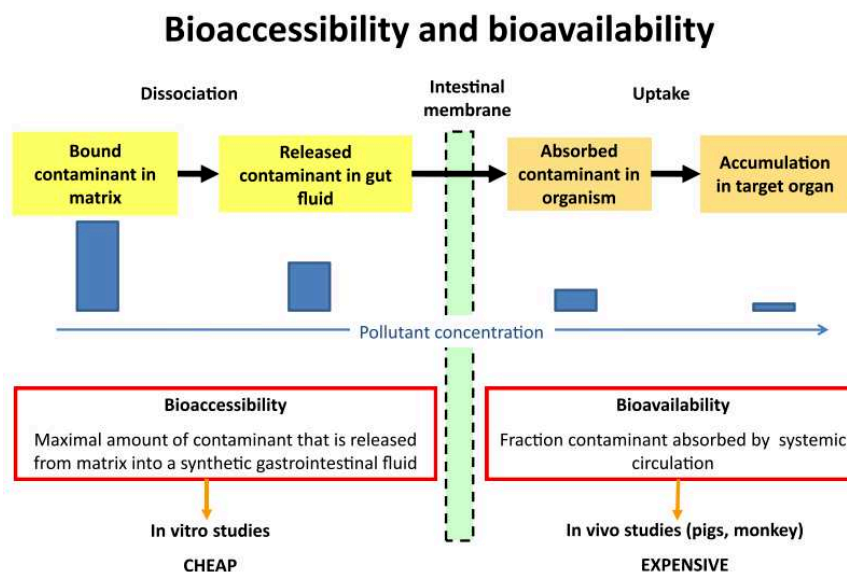 Bioaccessibility and bioavailability
Dissociation
Intestinal
membrane
Uptake
Bound
contaminant in
matrix
Released
contaminant in gut
fluid
Absorbed
contaminant in
organism
Accumulation
in target organ
Pollutant concentration
Bioaccessibility
Maximal amount of contaminant that is released
from matrix into a synthetic gastrointestinal fluid
Bioavailability
Fraction contaminant absorbed by systemic
circulation
In vitro studies
CHEAP
In vivo studies (pigs, monkey)
EXPENSIVE